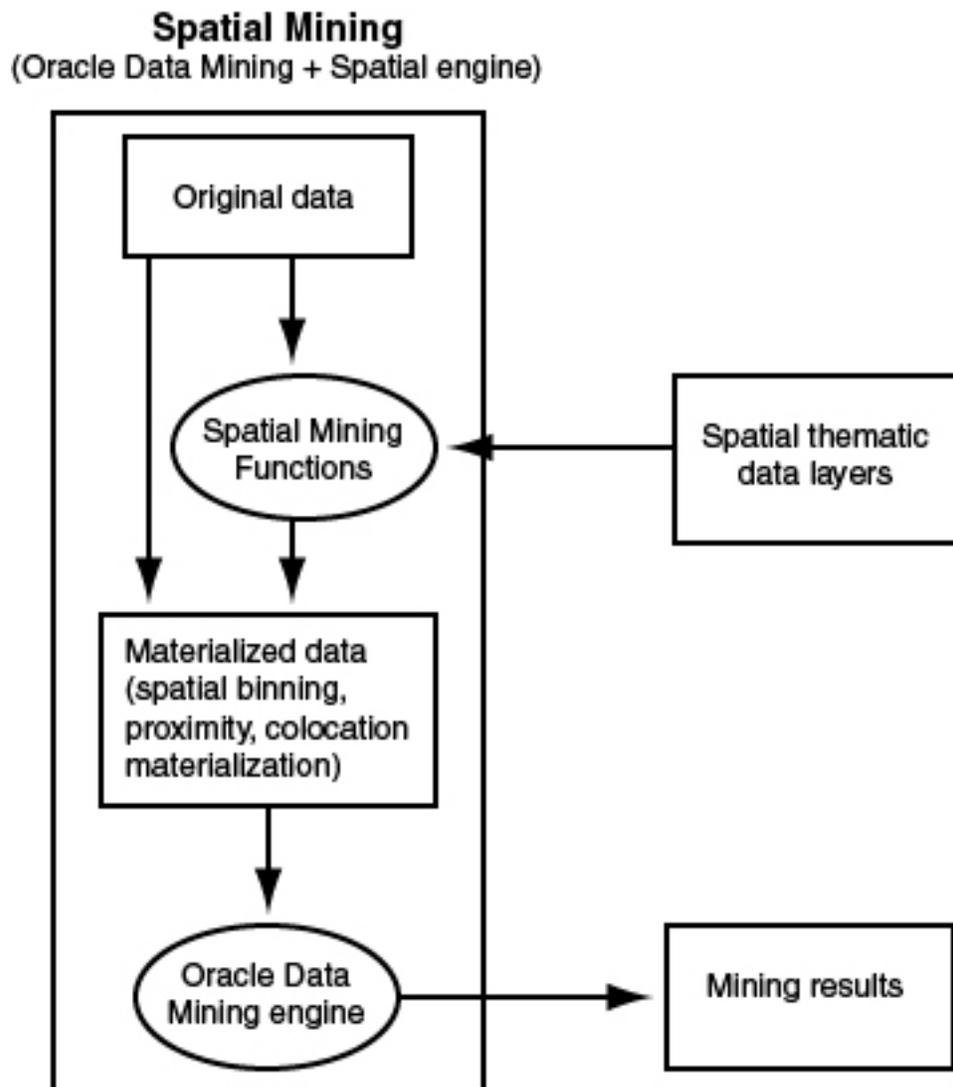 Spatial Mining
(Oracle Data Mining + Spatial engine)
Original data
Spatial Mining
Functions
Spatial thematic
data layers
Materialized data
(spatial binning,
proximity, colocation
materialization)
Oracle Data
Mining engine
Mining results